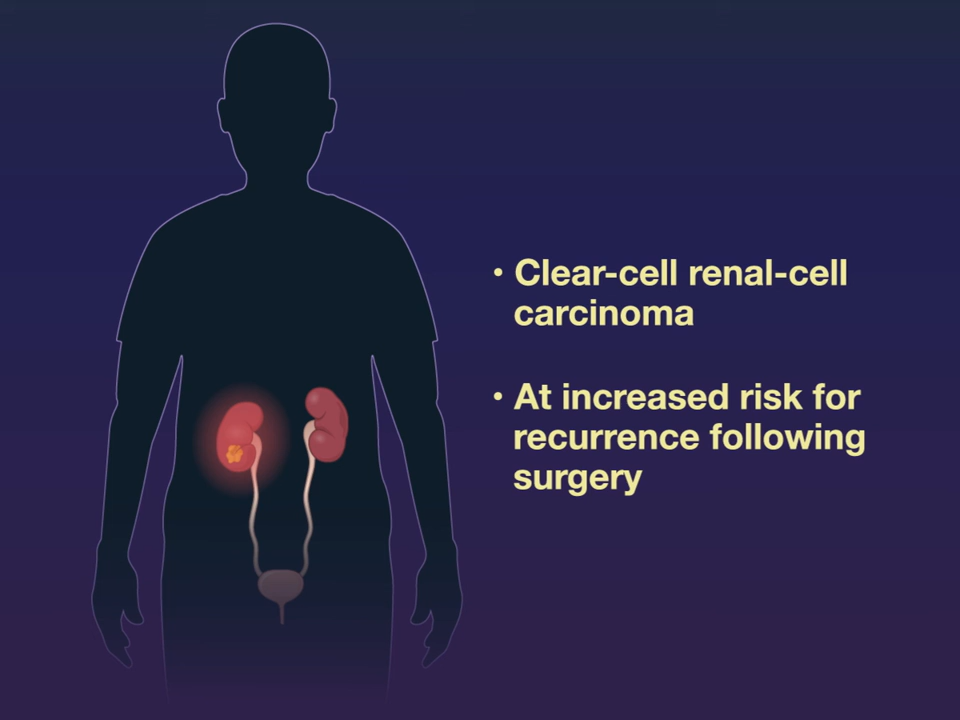 • Clear-cell renal-cell
carcinoma
• At increased risk for
recurrence following
surgery